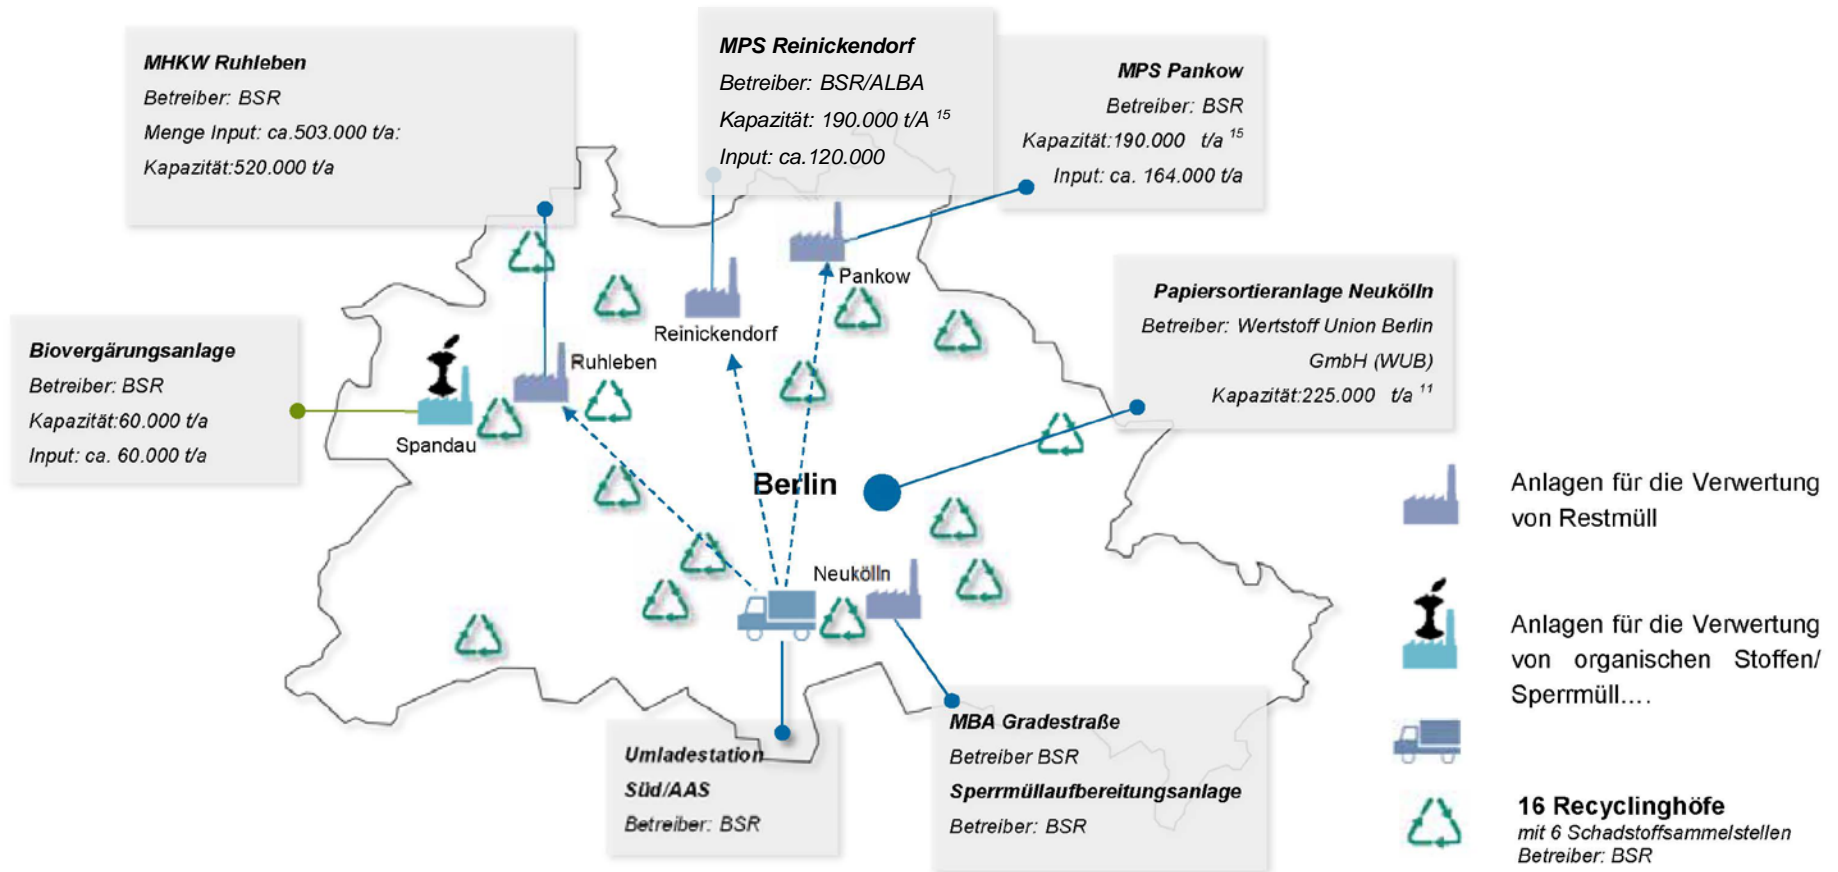 MHKW Ruhleben
Betreiber: BSR
Menge Input: ca.503.000 t/a:
Kapazität:520.000 t/a
MPS Reinickendorf
Betreiber: BSR/ALBA
Kapazität: 190.000 t/A 15
Input: ca.120.000
MPS Pankow
Betreiber: BSR
Kapazität:190.000 t/a 15
Input: ca. 164.000 t/a
Papiersortieranlage Neukölln
Betreiber: Wertstoff Union Berlin
GmbH (WUB)
Kapazität:225.000 t/a 11
Biovergärungsanlage
Betreiber: BSR
Kapazität:60.000 t/a
Input: ca. 60.000 t/a
Pankow
Reinickendorf
Ruhleben
Spandau
Berlin
Neukölln
Umladestation
Süd/AAS
Betreiber: BSR
MBA Gradestraße
Betreiber BSR
Sperrmüllaufbereitungsanlage
Betreiber: BSR
Anlagen für die Verwertung
von Restmüll
Anlagen für die Verwertung
von organischen Stoffen/
Sperrmüll....
16 Recyclinghöfe
mit 6 Schadstoffsammelstellen
Betreiber: BSR